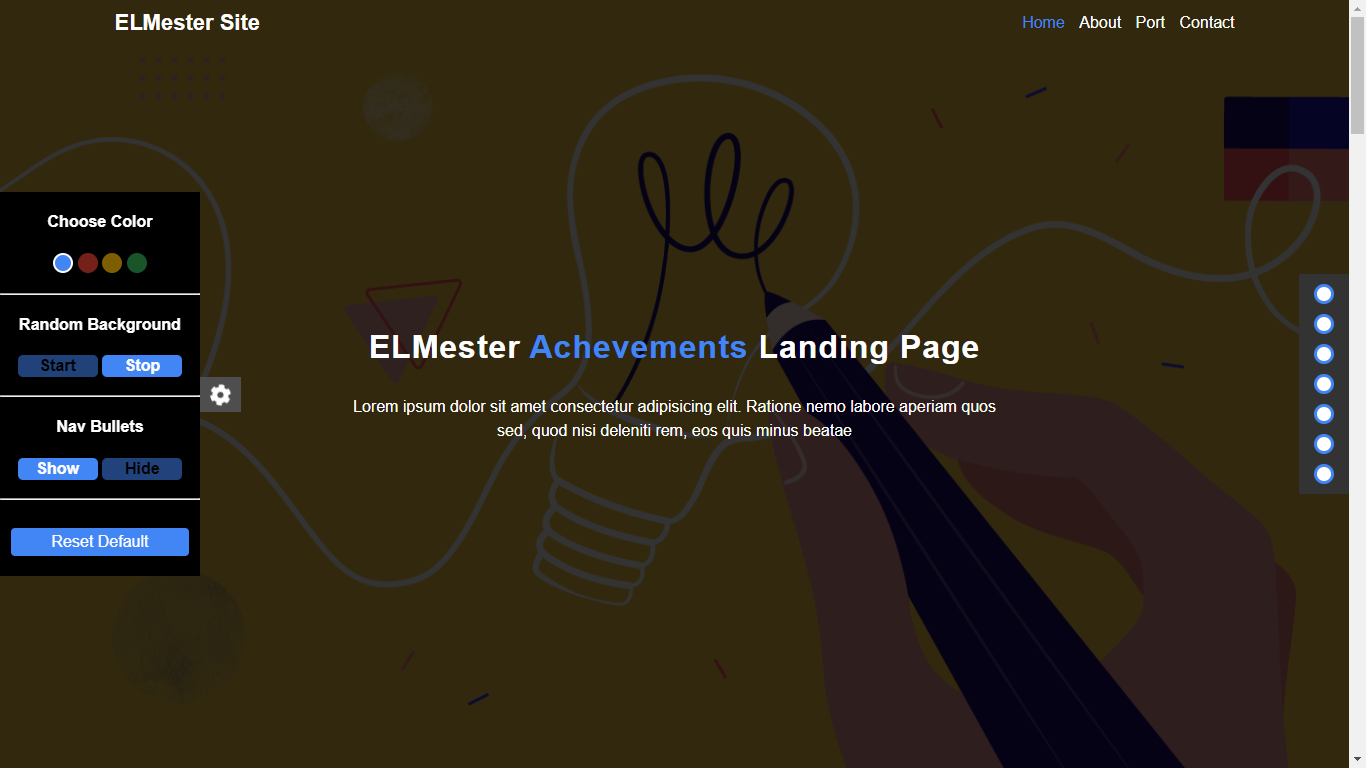 ELMester Site
Home About Port Contact
Choose Color
Random Background
Start Stop
Nav Bullets
Show Hide
Reset Default
ELMester Achevements Landing Page
Lorem ipsum dolor sit amet consectetur adipisicing elit. Ratione nemo labore aperiam quos
sed, quod nisi deleniti rem, eos quis minus beatae